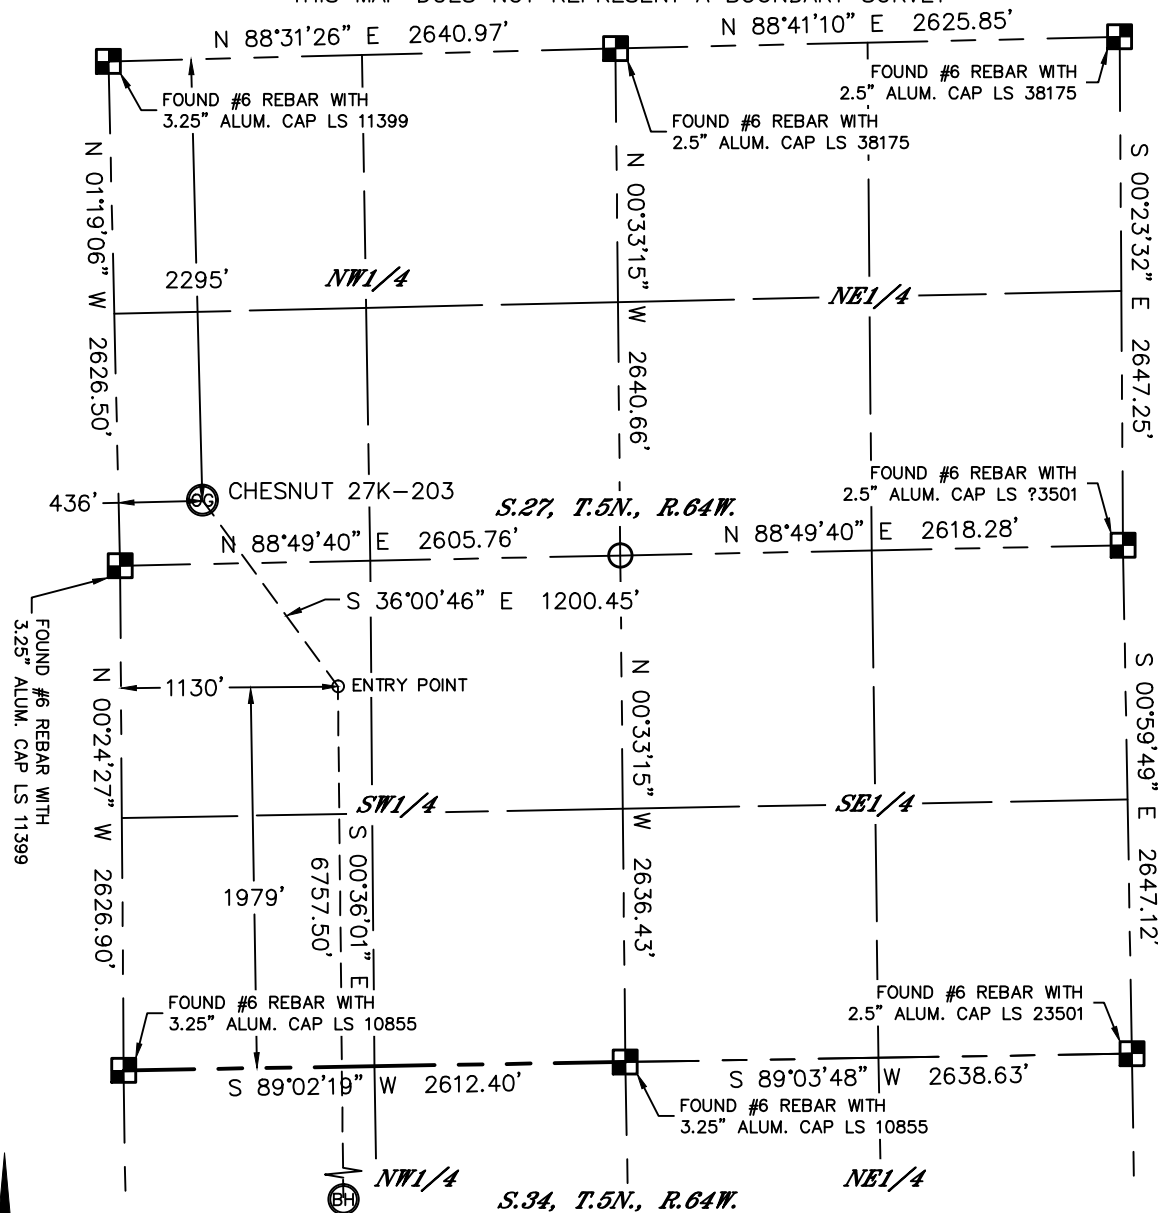 THIS MAP DOES NOT REPRESENT A BOUNDARY SURVEY
N 88°31'26" E 2640.97'
N 88°41'10" E 2625.85'
FOUND #6 REBAR WITH
3.25" ALUM. CAP LS 11399
FOUND #6 REBAR WITH
2.5" ALUM. CAP LS 38175
FOUND #6 REBAR WITH
2.5" ALUM. CAP LS 38175
N 01°19'06" W 2626.50'
N 00°33'15" W 2640.66'
S 00°23'32" E 2647.25'
2295'
NW1/4
NE1/4
436'
CG
CHESNUT 27K-203
S.27, T.5N., R.64W.
FOUND #6 REBAR WITH
2.5" ALUM. CAP LS ?3501
N 88°49'40" E 2605.76'
N 88°49'40" E 2618.28'
S 36°00'46" E 1200.45'
FOUND #6 REBAR WITH
3.25" ALUM. CAP LS 11399
1130'
ENTRY POINT
N 00°24'27" W 2626.90'
N 00°33'15" W 2636.43'
S 00°59'49" E 2647.12'
SW1/4
SE1/4
1979'
S 00°36'01" E
6757.50'
FOUND #6 REBAR WITH
3.25" ALUM. CAP LS 10855
FOUND #6 REBAR WITH
2.5" ALUM. CAP LS 23501
S 89°02'19" W 2612.40'
S 89°03'48" W 2638.63'
FOUND #6 REBAR WITH
3.25" ALUM. CAP LS 10855
NW1/4
NE1/4
BH
S.34, T.5N., R.64W.